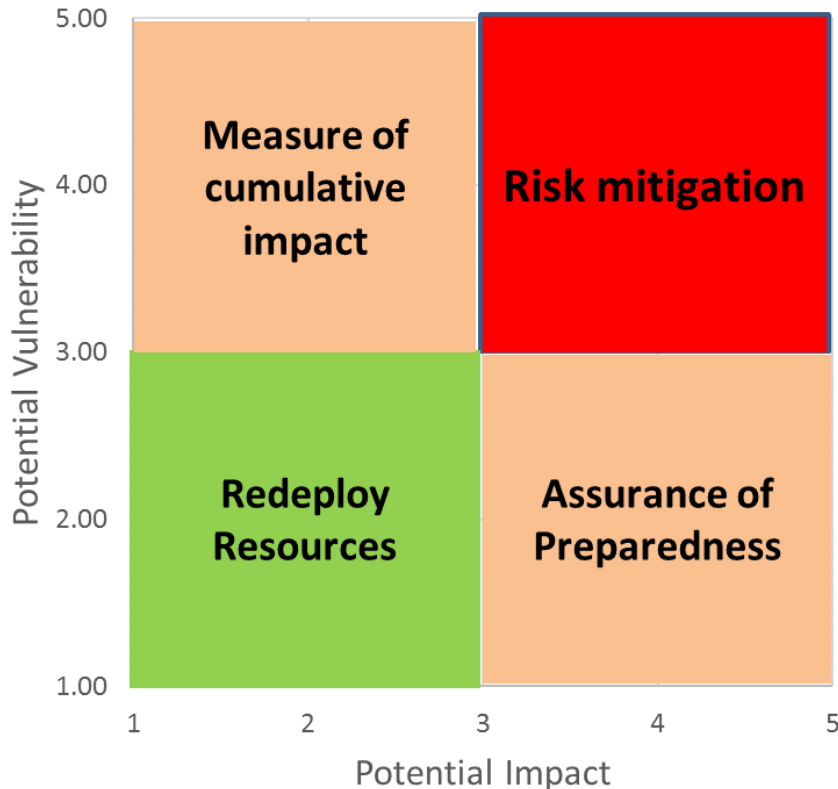 5.00
Measure of
cumulative
impact
Risk mitigation
4.00
Potential Vulnerability
3.00
Redeploy
Resources
Assurance of
Preparedness
2.00
1.00
1 2 3 4 5
Potential Impact